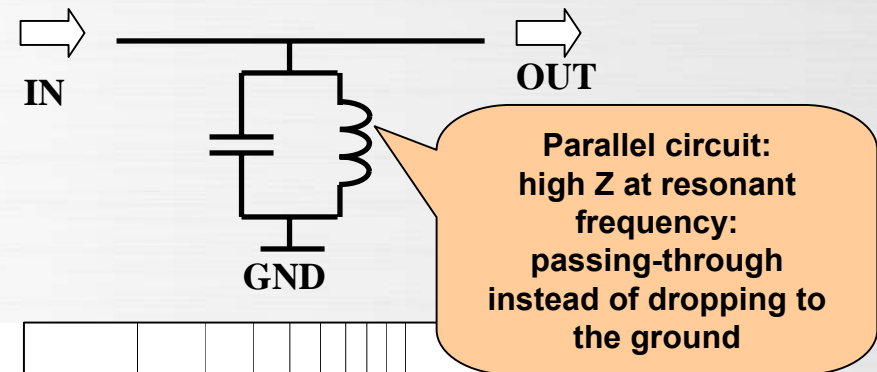 IN
OUT
GND
Parallel circuit:
high Z at resonant
frequency:
passing-through
instead of dropping to
the ground